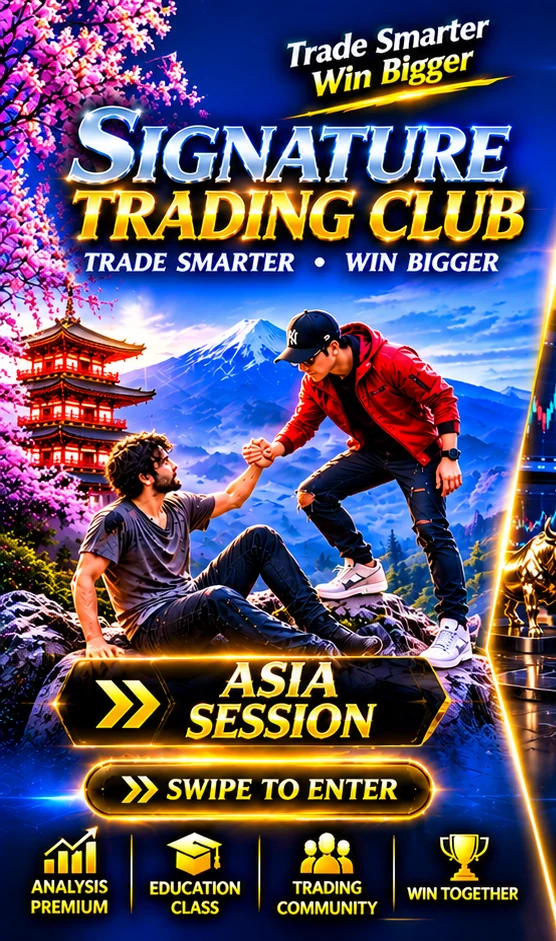 Trade Smarter
Win Bigger
SIGNATURE
TRADING CLUB
TRADE SMARTER • WIN BIGGER
NY
ASIA
SESSION
SWIPE TO ENTER
ANALYSIS
PREMIUM
EDUCATION
CLASS
TRADING
COMMUNITY
WIN TOGETHER